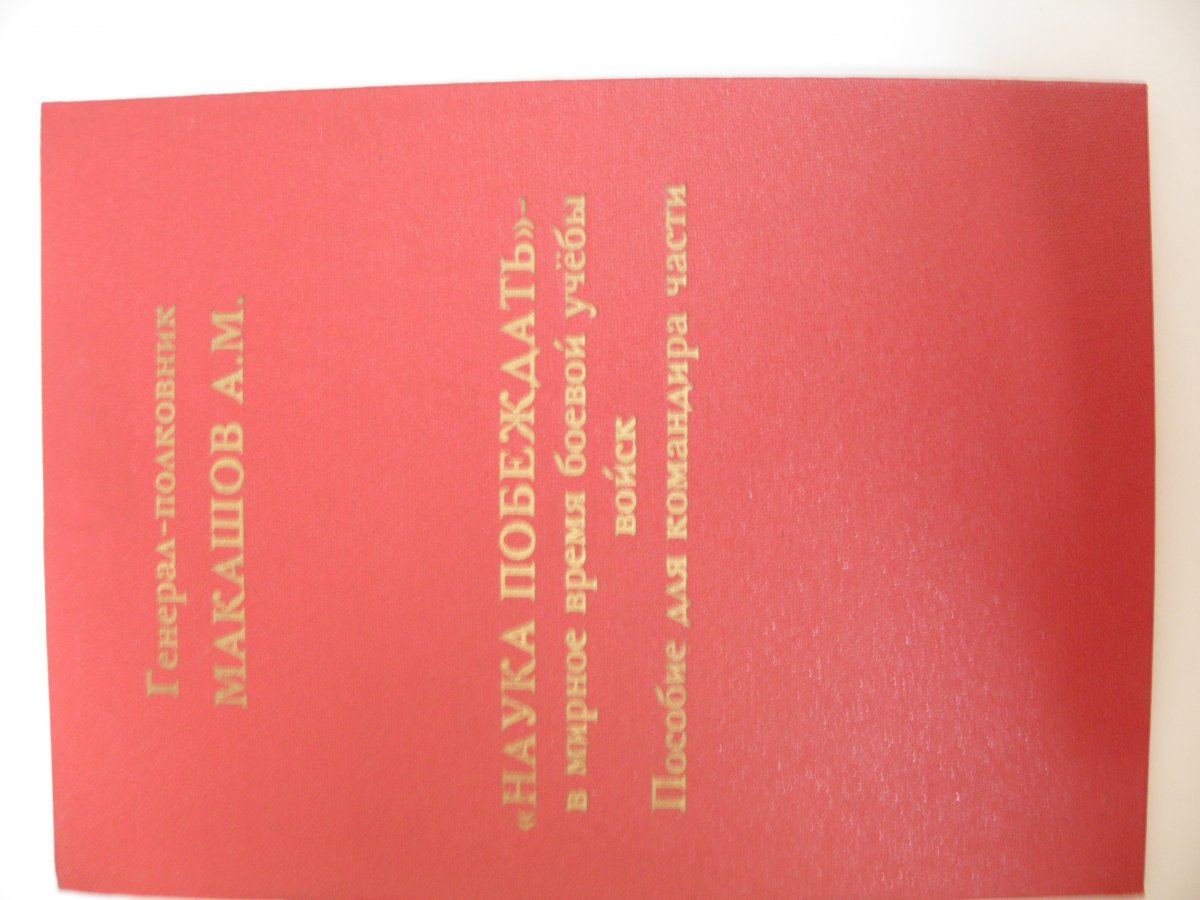 Генерал-полковник
МАКАШОВ А.М.
«НАУКА ПОБЕЖДАТЬ»-
в мирное время боевой учёбы
войск
Пособие для командира части